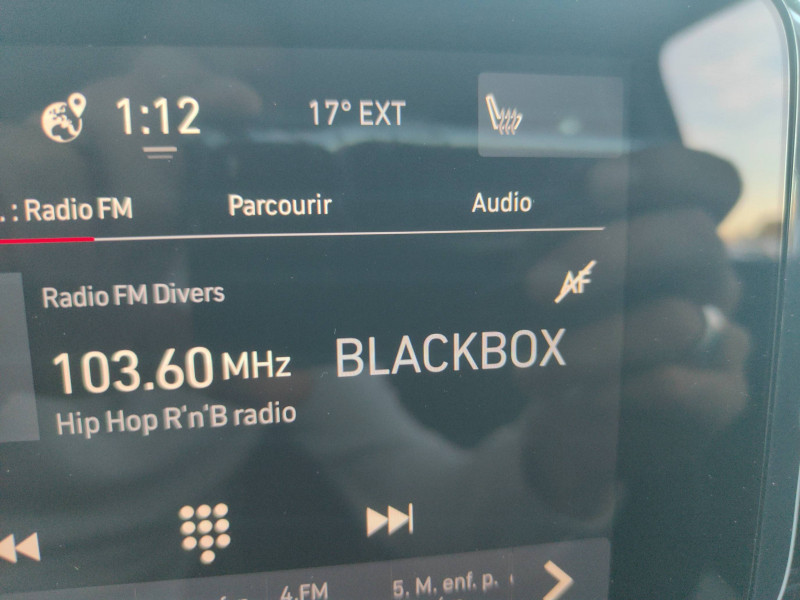 1:12
17° EXT
.: Radio FM
Parcourir
Audio
Radio FM Divers
AF
103.60 MHz
BLACKBOX
Hip Hop R'n'B radio
4.FM
5. M. enf. p.